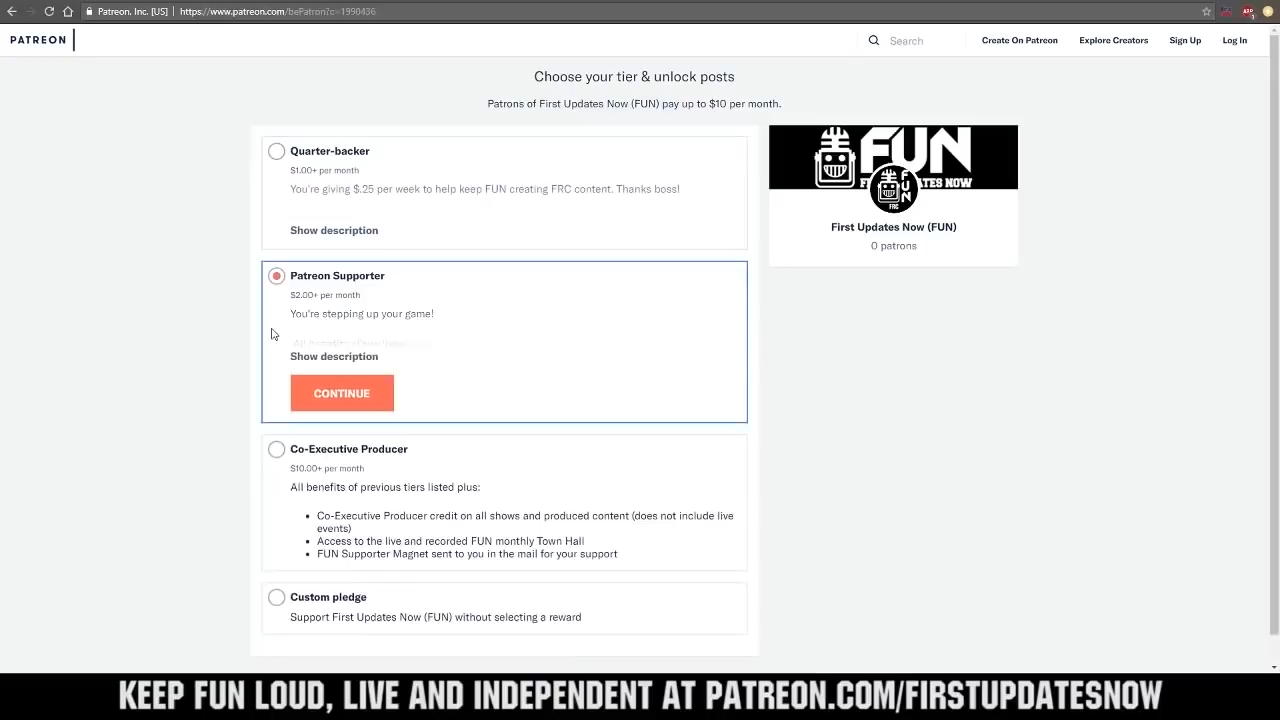 Patreon, Inc. [US] | https://www.patreon.com/bePatron?c=1990436
PATREON
Search
Create On Patreon
Explore Creators
Sign Up
Log In
Choose your tier & unlock posts
Patrons of First Updates Now (FUN) pay up to $10 per month.
Quarter-backer
$1.00+ per month
You're giving $.25 per week to help keep FUN creating FRC content. Thanks boss!
Show description
Patreon Supporter
$2.00+ per month
You're stepping up your game!
Show description
CONTINUE
Co-Executive Producer
$10.00+ per month
All benefits of previous tiers listed plus:
Co-Executive Producer credit on all shows and produced content (does not include live
events)
Access to the live and recorded FUN monthly Town Hall
FUN Supporter Magnet sent to you in the mail for your support
Custom pledge
Support First Updates Now (FUN) without selecting a reward
FUN
FUN
FRC
First Updates Now (FUN)
0 patrons
KEEP FUN LOUD, LIVE AND INDEPENDENT AT PATREON.COM/FIRSTUPDATESNOW